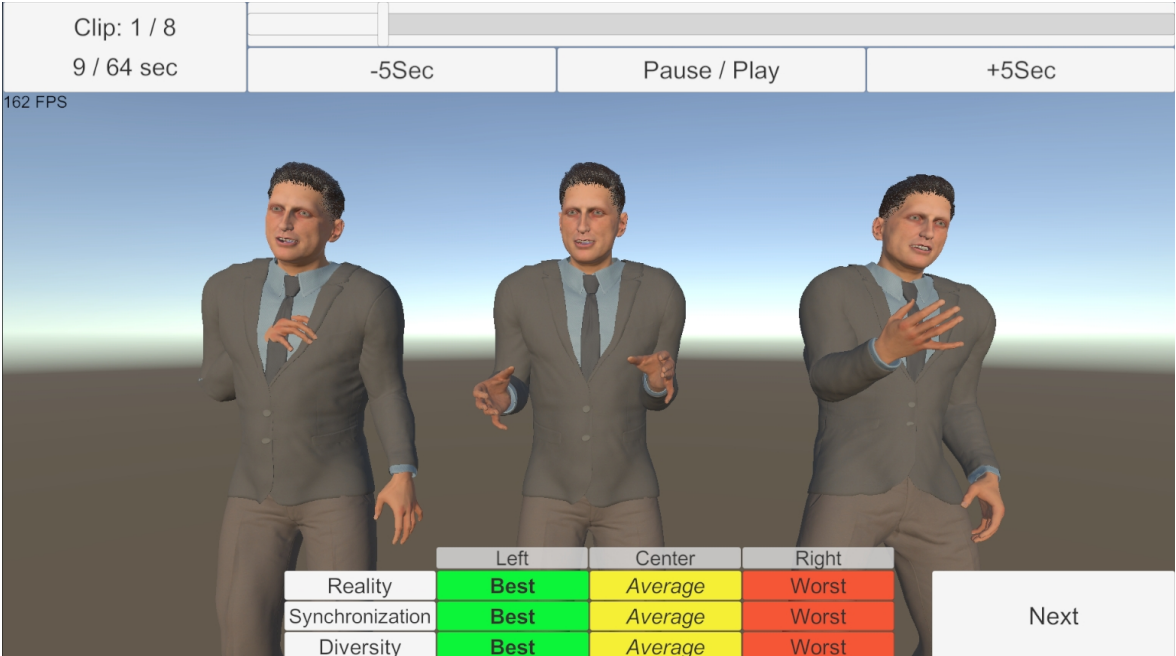 Clip: 1 / 8
9 / 64 sec
-5Sec
Pause / Play
+5Sec
162 FPS
Left
Center
Right
Reality
Best
Average
Worst
Synchronization
Best
Average
Worst
Diversity
Best
Average
Worst
Next